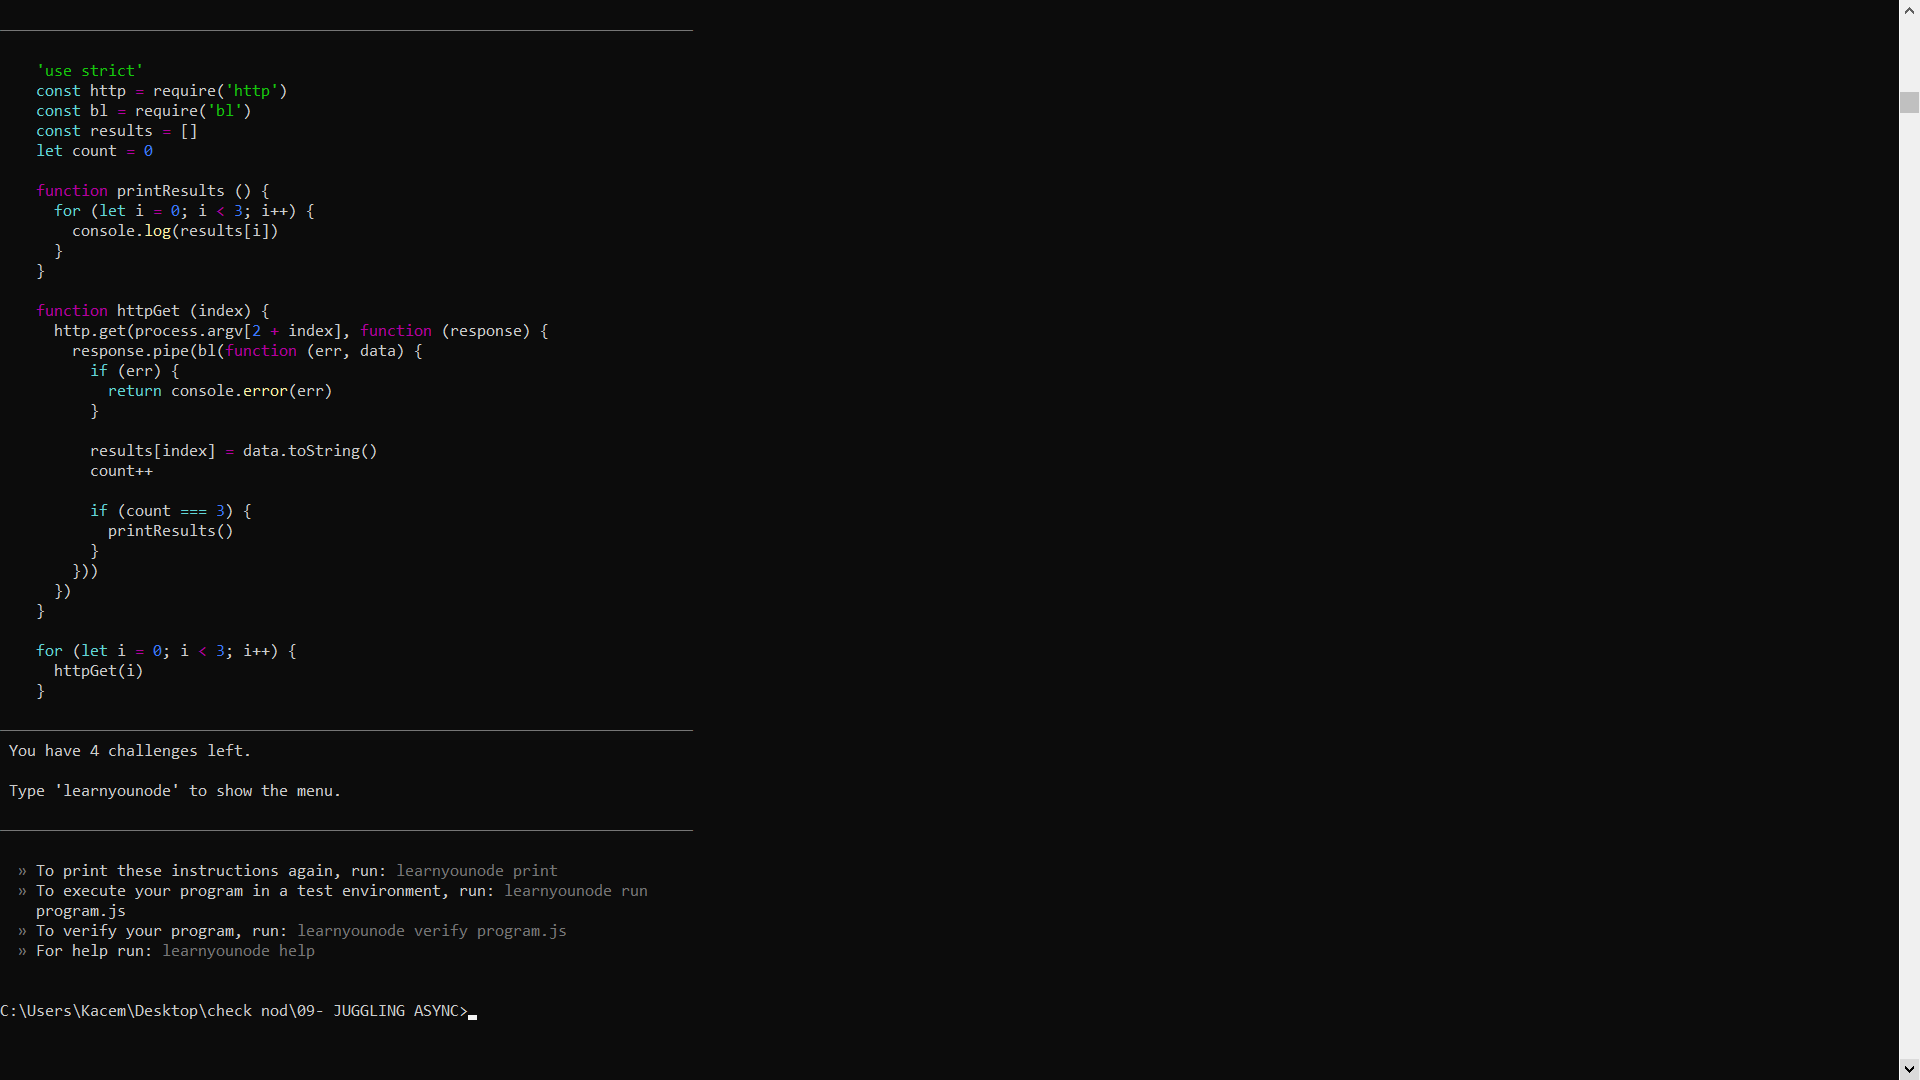 'use strict'
const http = require('http')
const bl = require('bl')
const results = []
let count = 0
function printResults () {
for (let i = 0; i < 3; i++) {
console.log(results[i])
}
}
function httpGet (index) {
http.get(process.argv[2 + index], function (response) {
response.pipe(bl(function (err, data) {
if (err) {
return console.error(err)
}
results[index] = data.toString()
count++
if (count === 3) {
printResults()
}
}))
})
}
for (let i = 0; i < 3; i++) {
httpGet(i)
}
You have 4 challenges left.
Type 'learnyounode' to show the menu.
» To print these instructions again, run: learnyounode print
» To execute your program in a test environment, run: learnyounode run
program.js
» To verify your program, run: learnyounode verify program.js
» For help run: learnyounode help
C:\Users\Kacem\Desktop\check nod\09- JUGGLING ASYNC>